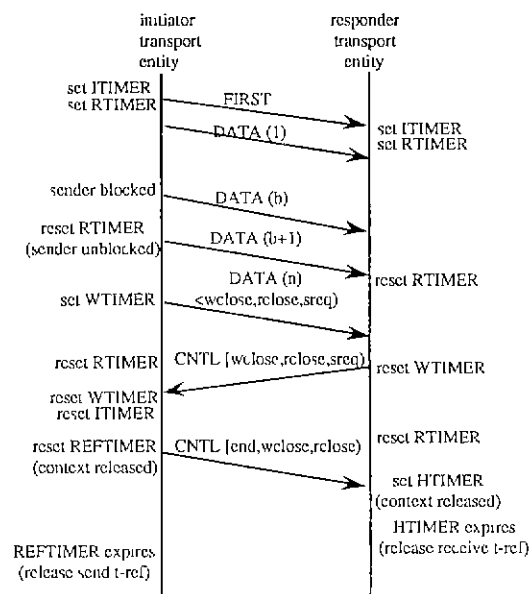 initiator
transport
entity
responder
transport
entity
set ITIMER
set RTIMER
FIRST
DATA (1)
set ITIMER
set RTIMER
sender blocked
DATA (b)
reset RTIMER
(sender unblocked)
DATA (b+1)
DATA (n)
<wclose,rclose,sreq)
reset RTIMER
set WTIMER
reset RTIMER
CNTL [wclose,rclose,sreq)
reset WTIMER
reset WTIMER
reset ITIMER
reset REFTIMER
(context released)
CNTL [end,wclose,rclose)
reset RTIMER
set HTIMER
(context released)
HTIMER expires
(release receive t-ref)
REFTIMER expires
(release send t-ref)